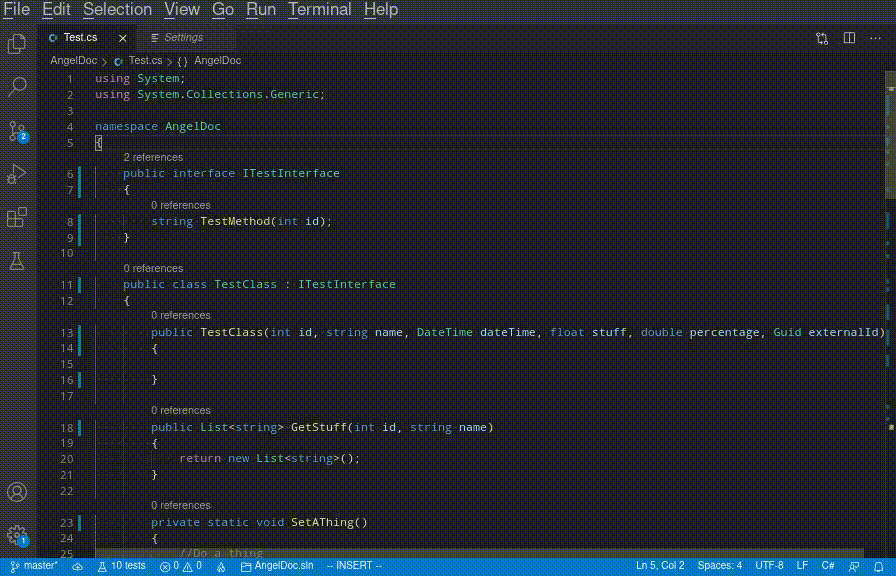 File Edit Selection View Go Run Terminal Help
Test.cs Settings
AngelDoc > Test.cs > {} AngelDoc
1 using System;
2 using System.Collections.Generic;
3
4 namespace AngelDoc
5 {
2 references
6 public interface ITestInterface
7 {
0 references
8 string TestMethod(int id);
9 }
10
0 references
11 public class TestClass : ITestInterface
12 {
0 references
13 public TestClass(int id, string name, DateTime dateTime, float stuff, double percentage, Guid externalId)
14 {
15
16 }
17
0 references
18 public List<string> GetStuff(int id, string name)
19 {
20 return new List<string>();
21 }
22
0 references
23 private static void SetAThing()
24 {
25 //Do a thing
2
1
master* 10 tests 0 0 AngelDoc.sln -- INSERT -- Ln 5, Col 2 Spaces: 4 UTF-8 LF C#